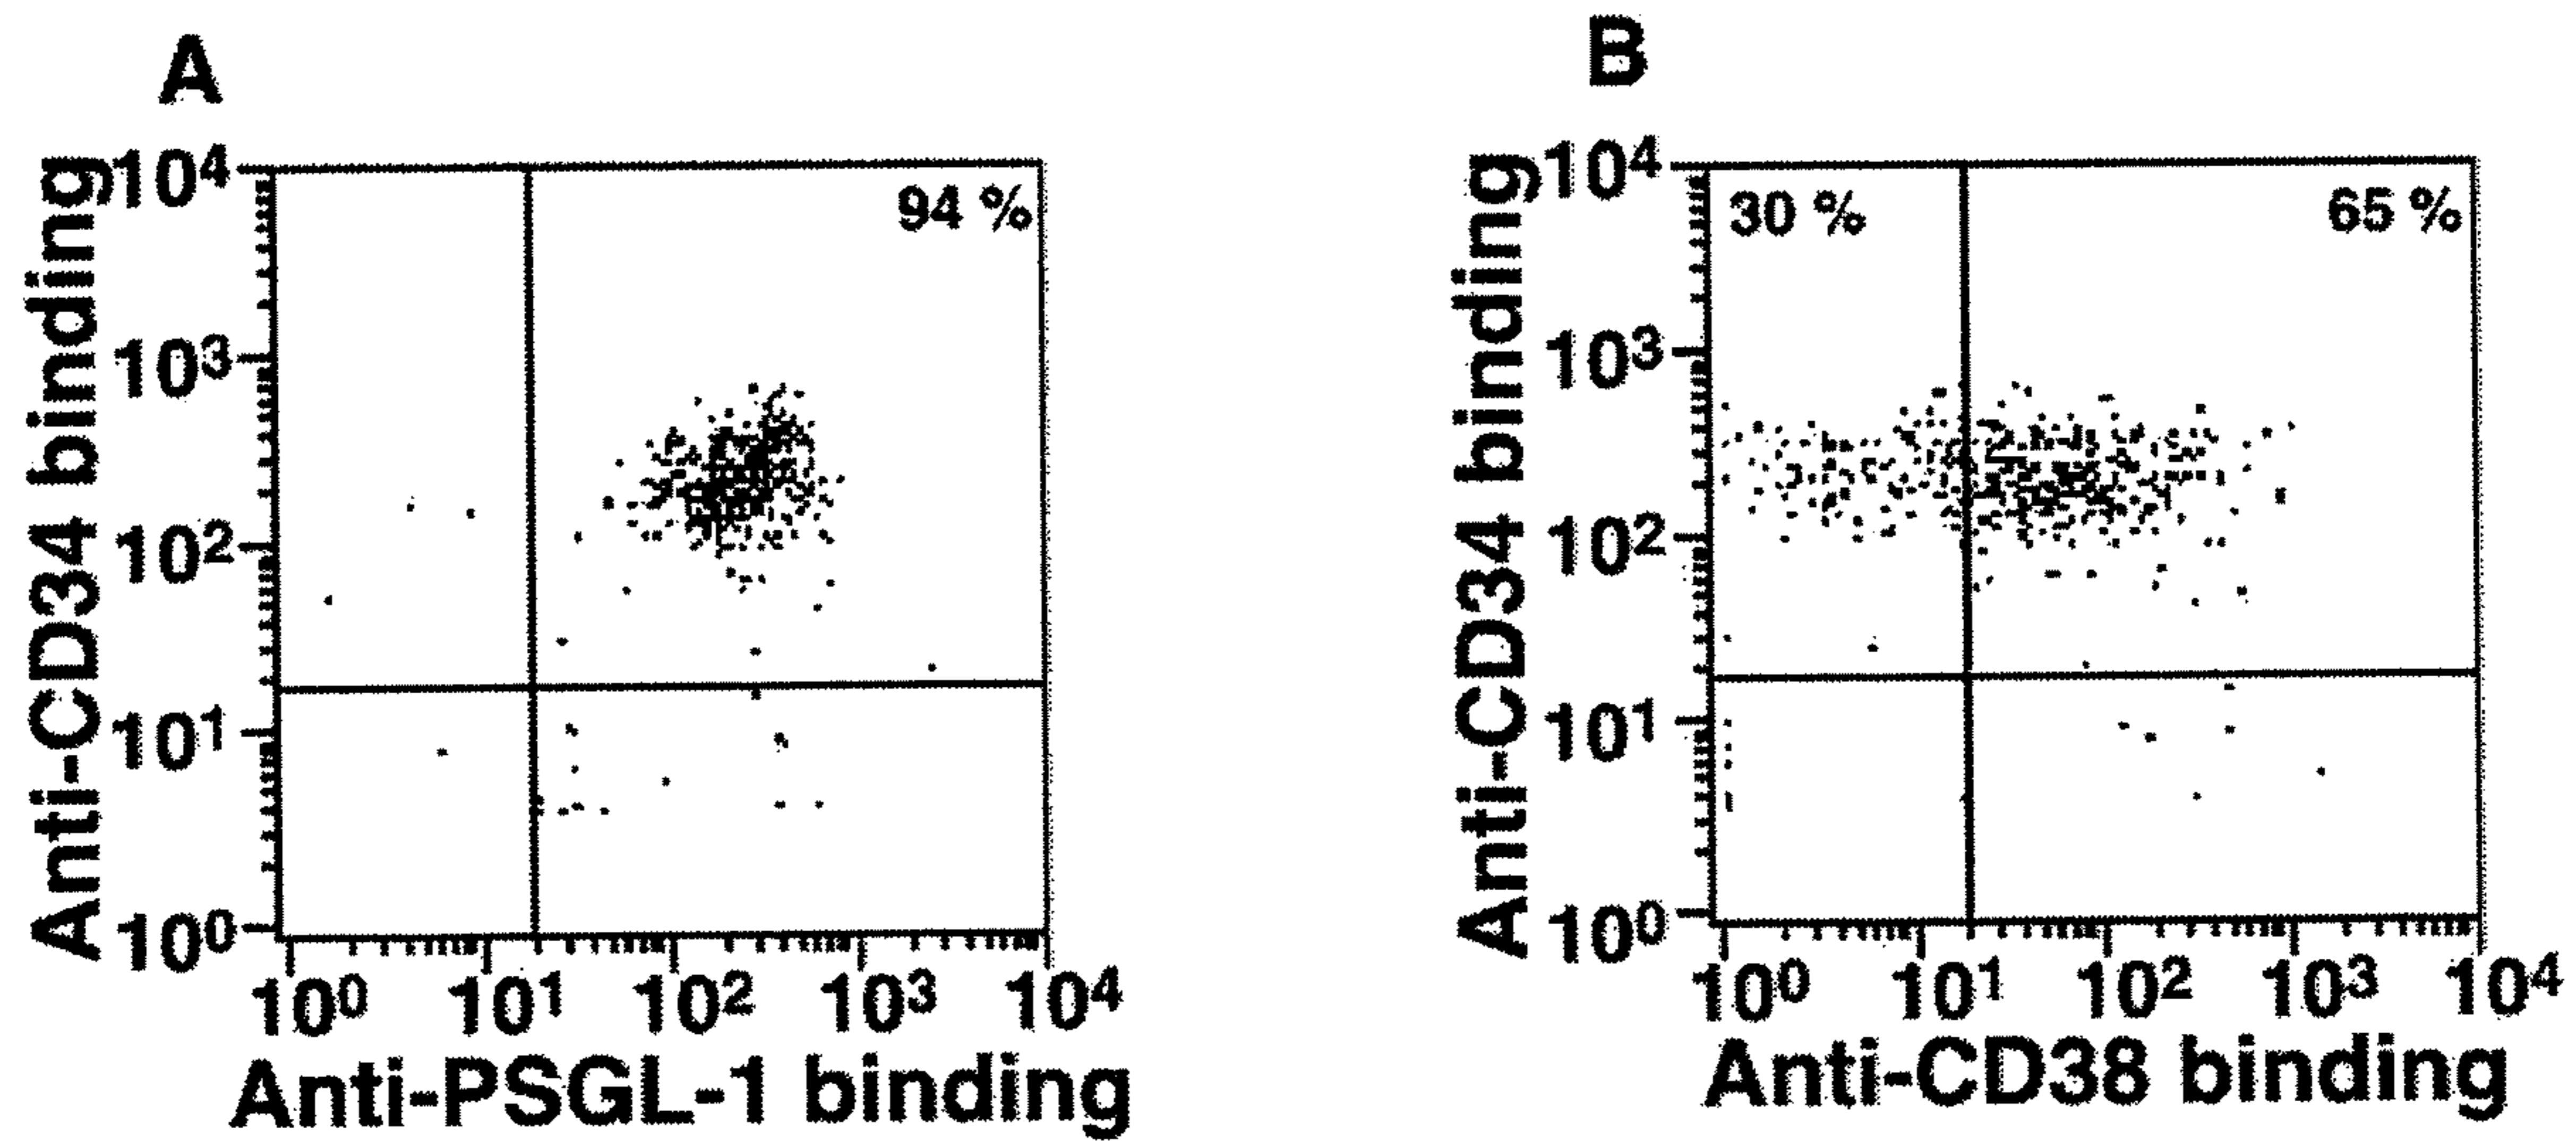 A
Anti-CD34 binding
10⁴
10³
10²
10¹
10⁰
94 %
10⁰ 10¹ 10² 10³ 10⁴
Anti-PSGL-1 binding
B
Anti-CD34 binding
10⁴
10³
10²
10¹
10⁰
30 % 65 %
10⁰ 10¹ 10² 10³ 10⁴
Anti-CD38 binding